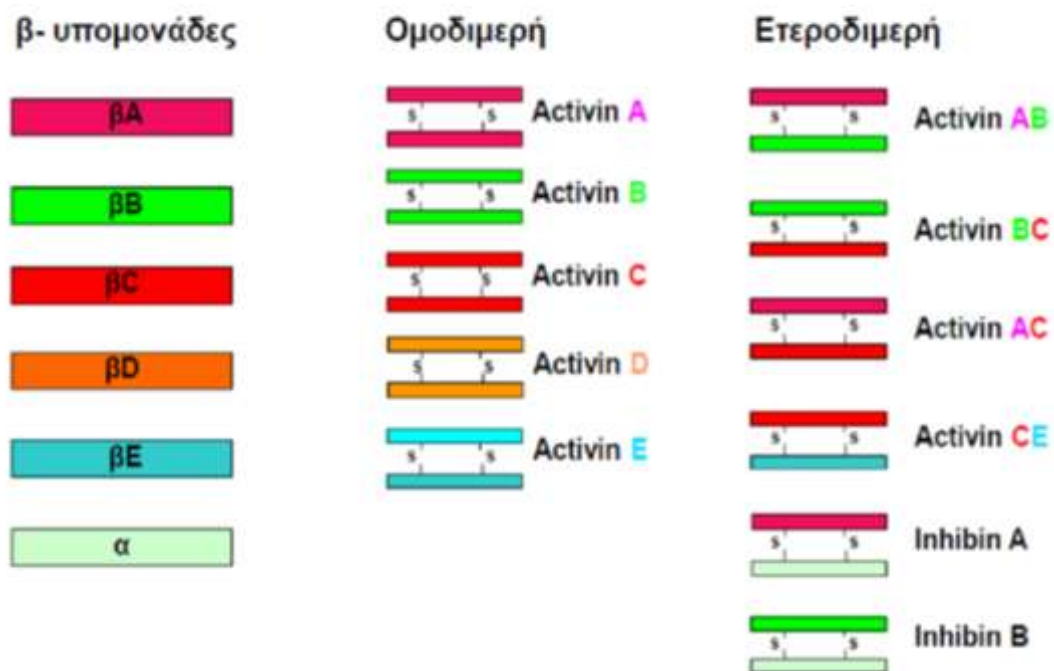 β- υπομονάδες
βA
βB
βC
βD
βE
α
Ομοδιμερή
s s Activin A
s s Activin B
s s Activin C
s s Activin D
s s Activin E
Ετεροδιμερή
s s Activin AB
s s Activin BC
s s Activin AC
s s Activin CE
s s Inhibin A
s s Inhibin B